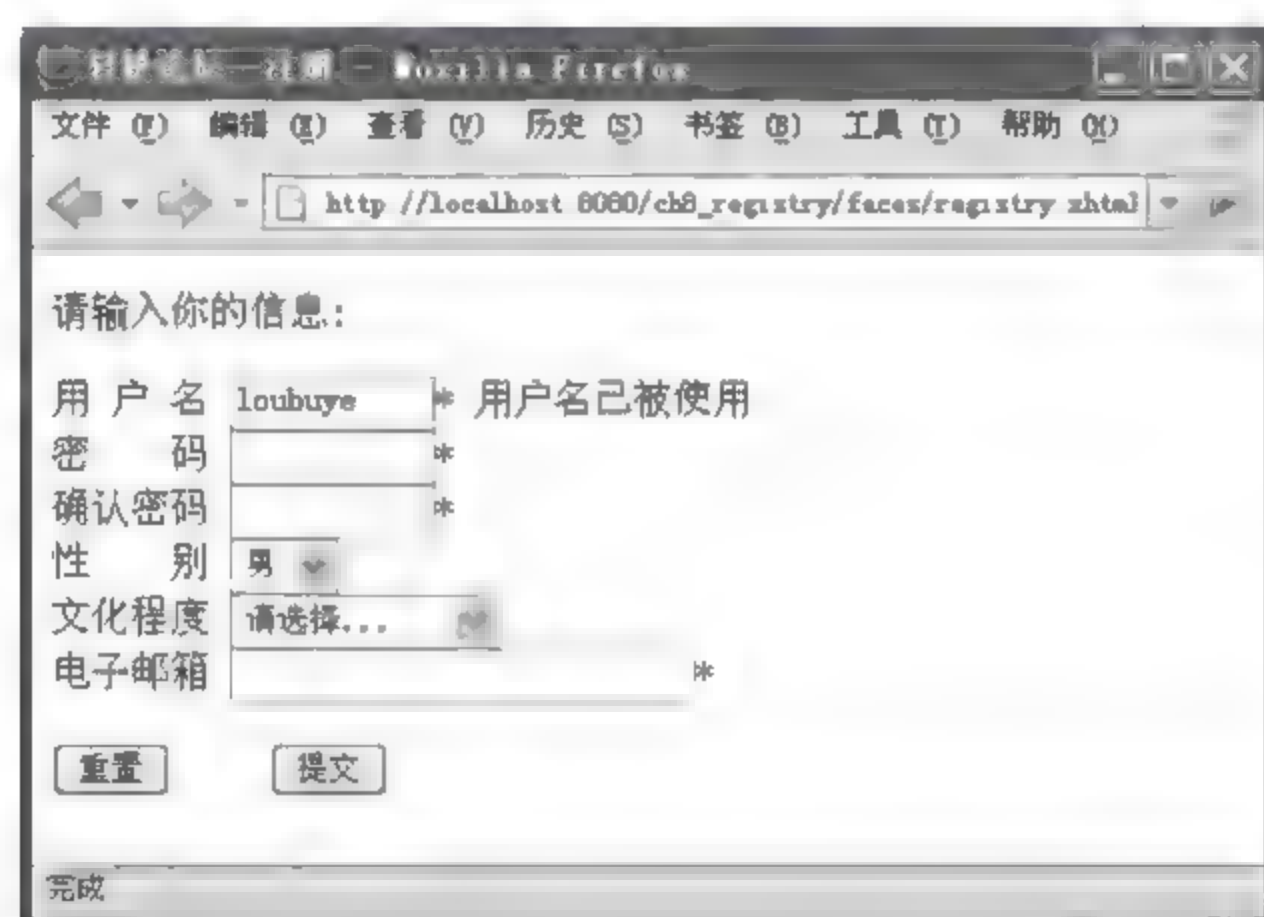 Mozilla Firefox
文件 (F) 编辑 (E) 查看 (V) 历史 (S) 书签 (B) 工具 (T) 帮助 (H)
http //localhost 8080/ch8_registry/faces/registry xhtml
请输入你的信息:
用 户 名 loubuye * 用户名已被使用
密 码 *
确认密码 *
性 别 男
文化程度 请选择...
电子邮箱 *
重置 提交
完成